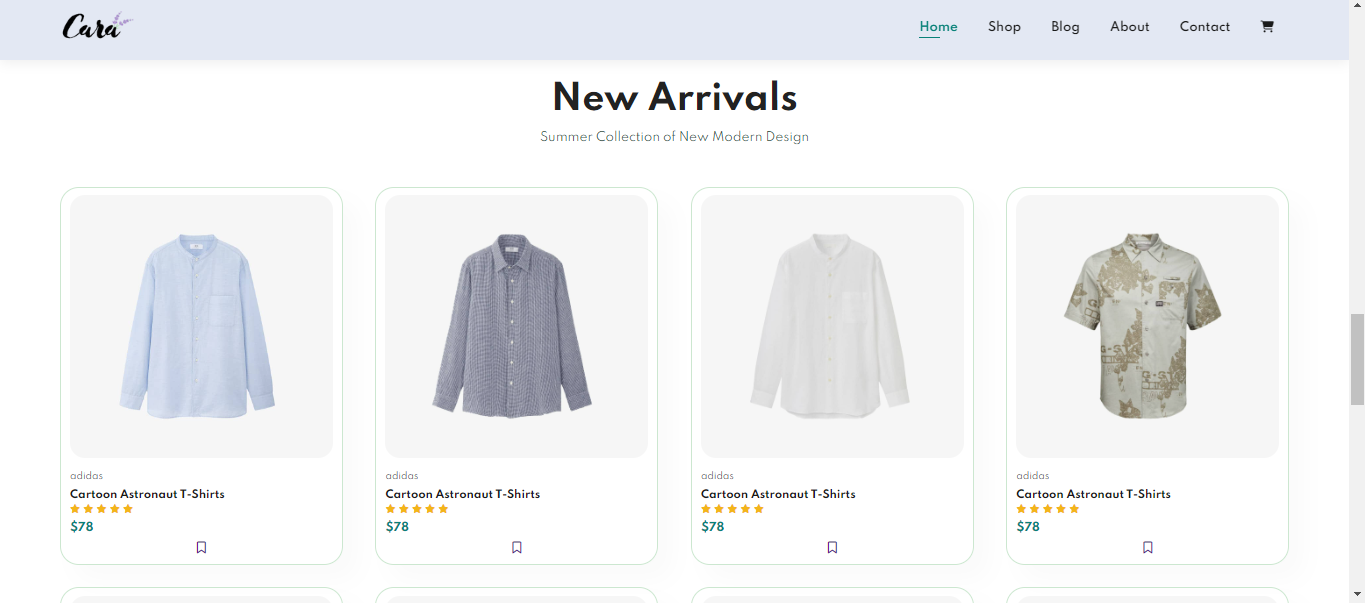 Cara
Home Shop Blog About Contact
New Arrivals
Summer Collection of New Modern Design
adidas adidas adidas adidas
Cartoon Astronaut T-Shirts Cartoon Astronaut T-Shirts Cartoon Astronaut T-Shirts Cartoon Astronaut T-Shirts
$78 $78 $78 $78